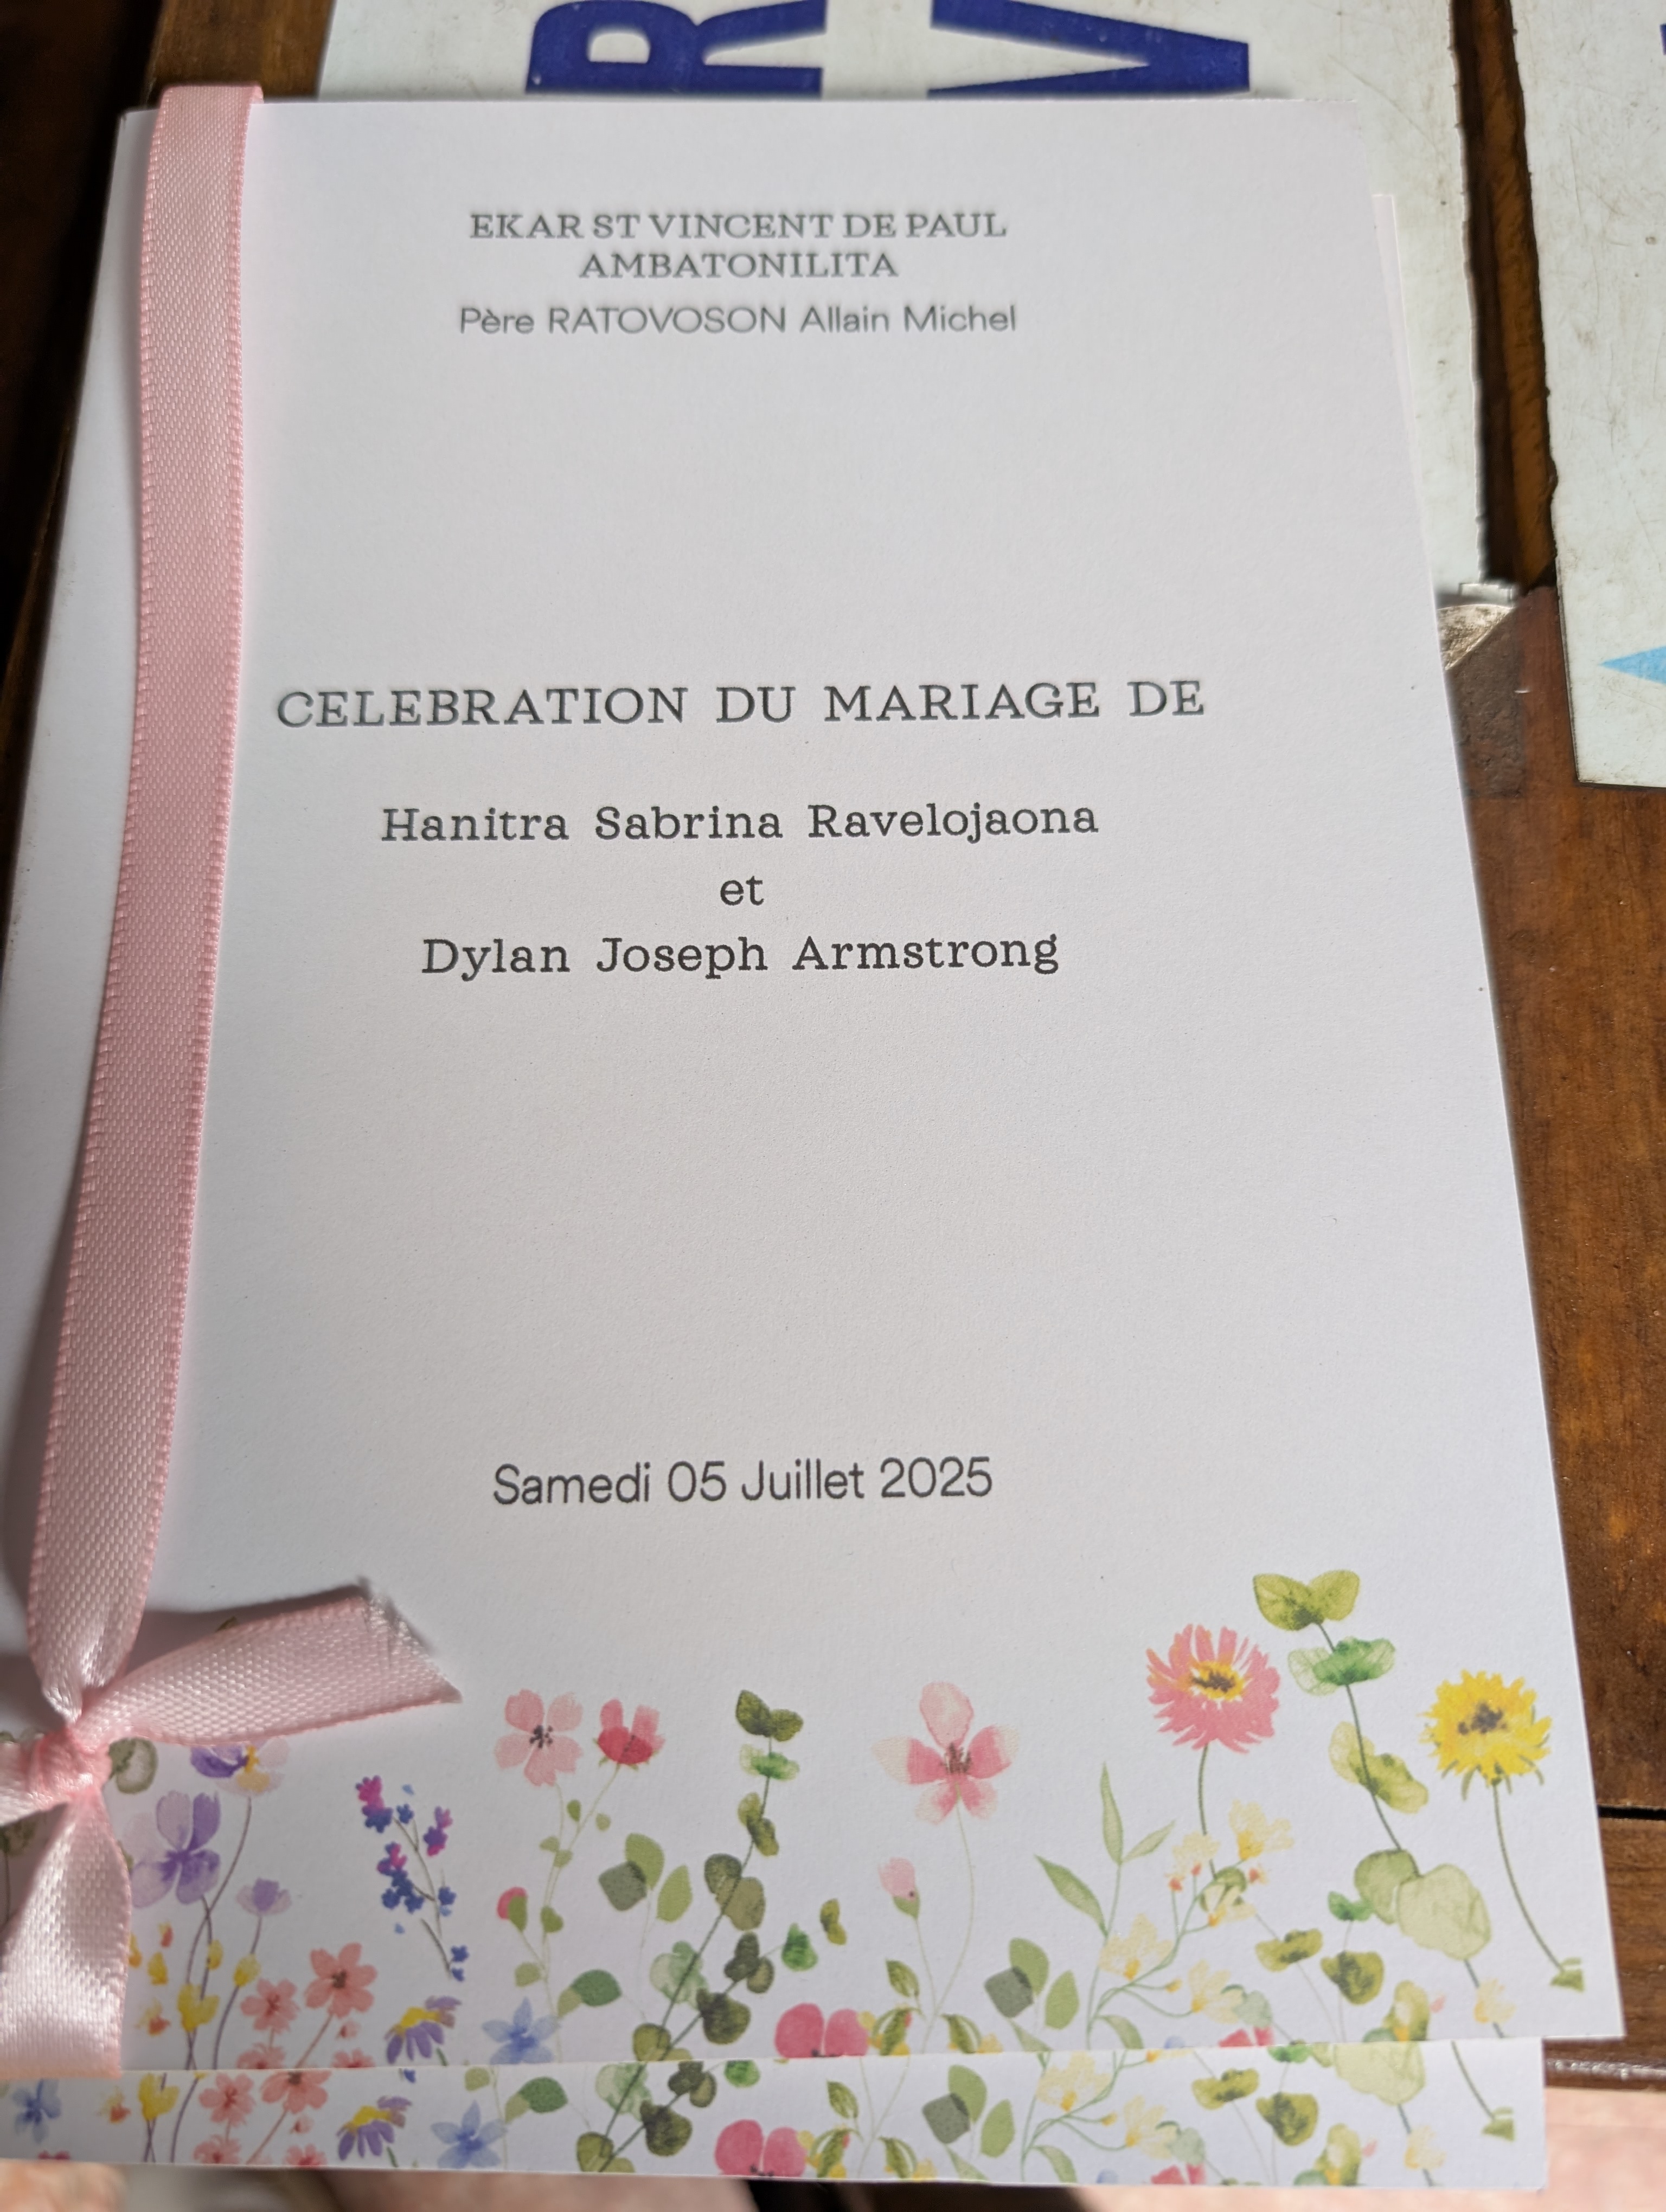 R V
EKAR ST VINCENT DE PAUL
AMBATONILITA
Père RATOVOSON Allain Michel
CELEBRATION DU MARIAGE DE
Hanitra Sabrina Ravelojaona
et
Dylan Joseph Armstrong
Samedi 05 Juillet 2025